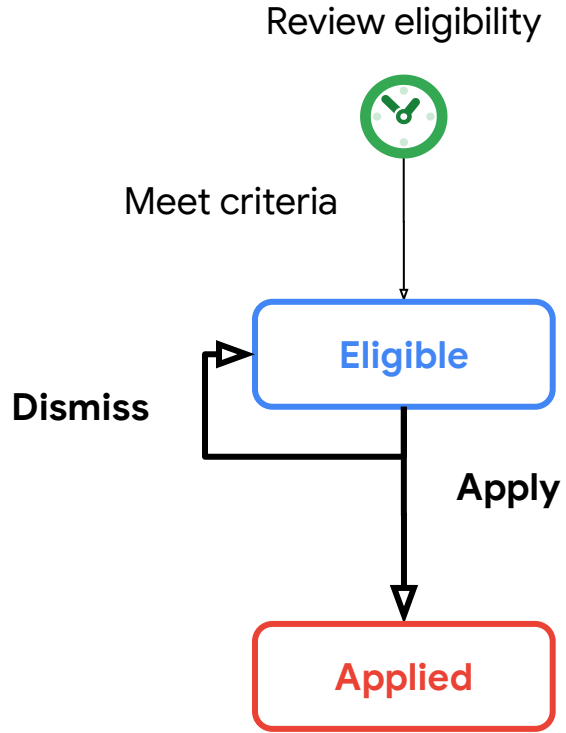 Review eligibility
Meet criteria
Eligible
Dismiss
Apply
Applied